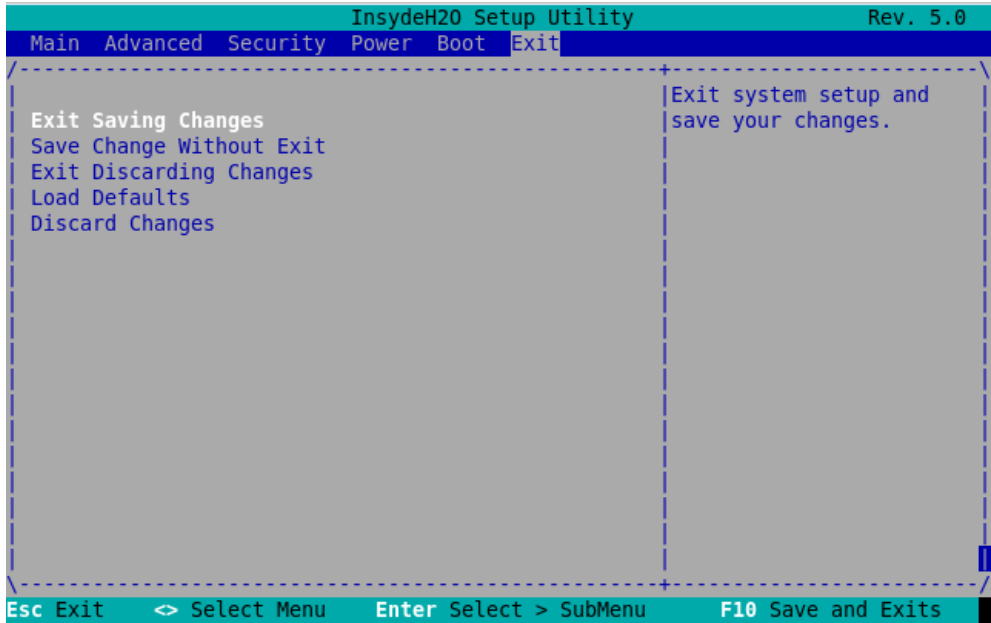 InsydeH2O Setup Utility Rev. 5.0
Main Advanced Security Power Boot Exit
Exit Saving Changes
Save Change Without Exit
Exit Discarding Changes
Load Defaults
Discard Changes
Exit system setup and
save your changes.
Esc Exit <> Select Menu Enter Select > SubMenu F10 Save and Exits